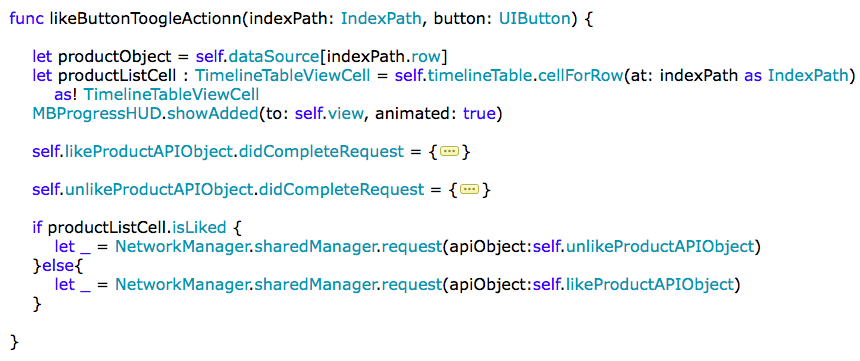 func likeButtonToogleActionn(indexPath: IndexPath, button: UIButton) {
let productObject = self.dataSource[indexPath.row]
let productListCell : TimelineTableViewCell = self.timelineTable.cellForRow(at: indexPath as IndexPath)
as! TimelineTableViewCell
MBProgressHUD.showAdded(to: self.view, animated: true)
self.likeProductAPIObject.didCompleteRequest = {•••}
self.unlikeProductAPIObject.didCompleteRequest = {•••}
if productListCell.isLiked {
let _ = NetworkManager.sharedManager.request(apiObject:self.unlikeProductAPIObject)
}else{
let _ = NetworkManager.sharedManager.request(apiObject:self.likeProductAPIObject)
}
}